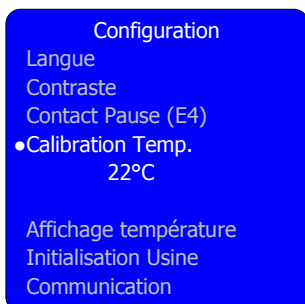 Configuration
Langue
Contraste
Contact Pause (E4)
●Calibration Temp.
22°C
Affichage température
Initialisation Usine
Communication